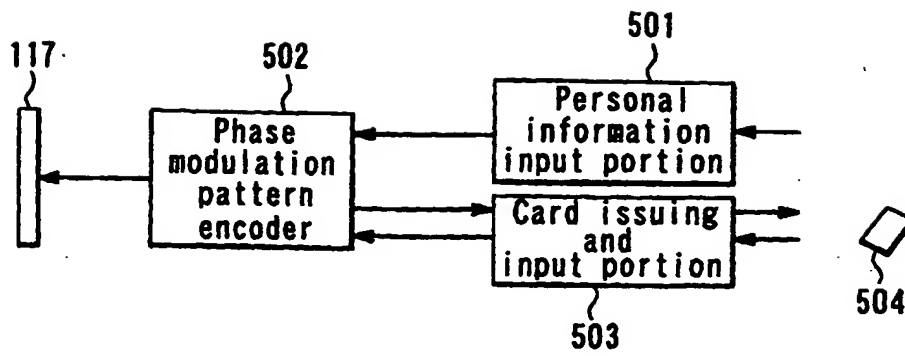 501
117
502
Personal
information
input portion
Phase
modulation
pattern
encoder
Card issuing
and
input portion
504
503